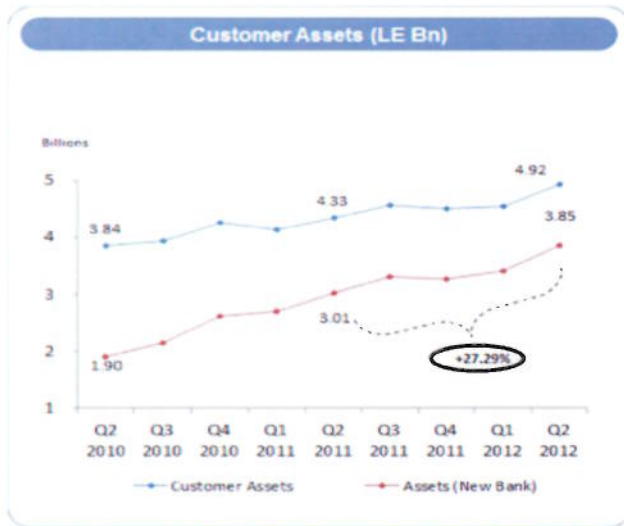 Customer Assets (LE Bn)
Billions
5
4
3
2
1
3.84
4.33
4.92
1.90
3.01
3.85
+27.29%
Q2 Q3 Q4 Q1 Q2 Q3 Q4 Q1 Q2
2010 2010 2010 2011 2011 2011 2011 2012 2012
Customer Assets Assets (New Bank)